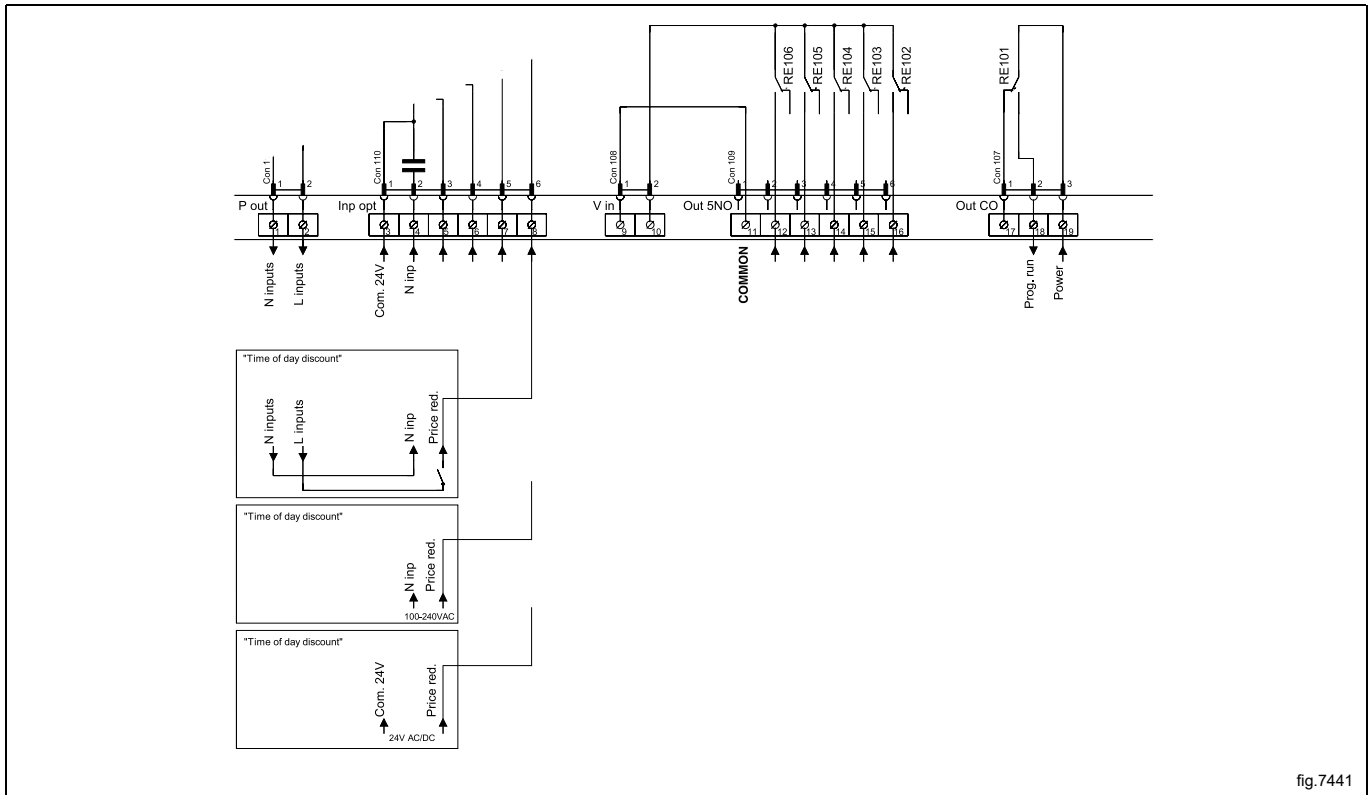 RE106
RE105
RE104
RE103
RE102
RE101
Con 1
Con 110
Con 108
Con 109
Con 107
1 2
1 2 3 4 5 6
1 2
1 2 3 4 5 6
1 2 3
P out
Inp opt
V in
Out 5NO
Out CO
1 2
3 4 5 6 7 8
9 10
11 12 13 14 15 16
17 18 19
N inputs
L inputs
Com. 24V
N inp
COMMON
Prog. run
Power
"Time of day discount"
N inputs
L inputs
N inp
Price red.
"Time of day discount"
N inp
Price red.
100-240VAC
"Time of day discount"
Com. 24V
Price red.
24V AC/DC
fig.7441